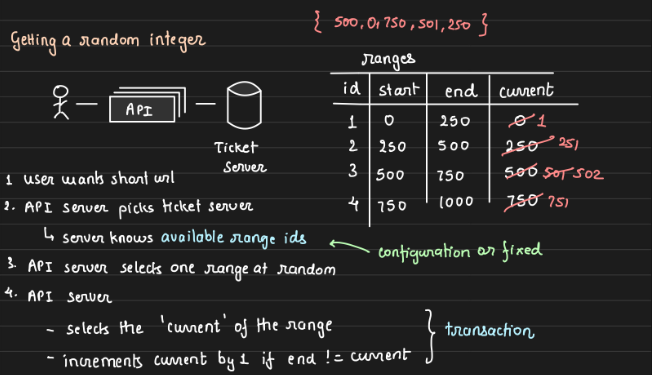 Getting a random integer
{ 500, 0, 750, 501, 250 }
API
Ticket
Server
ranges
id start end current
1 0 250 0 1
2 250 500 250 251
3 500 750 500 501 502
4 750 1000 750 751
1 user wants short url
2. API server picks ticket server
↳ server knows available range ids
configuration or fixed
3. API server selects one range at random
4. API server
- selects the 'current' of the range
- increments current by 1 if end != current
} transaction